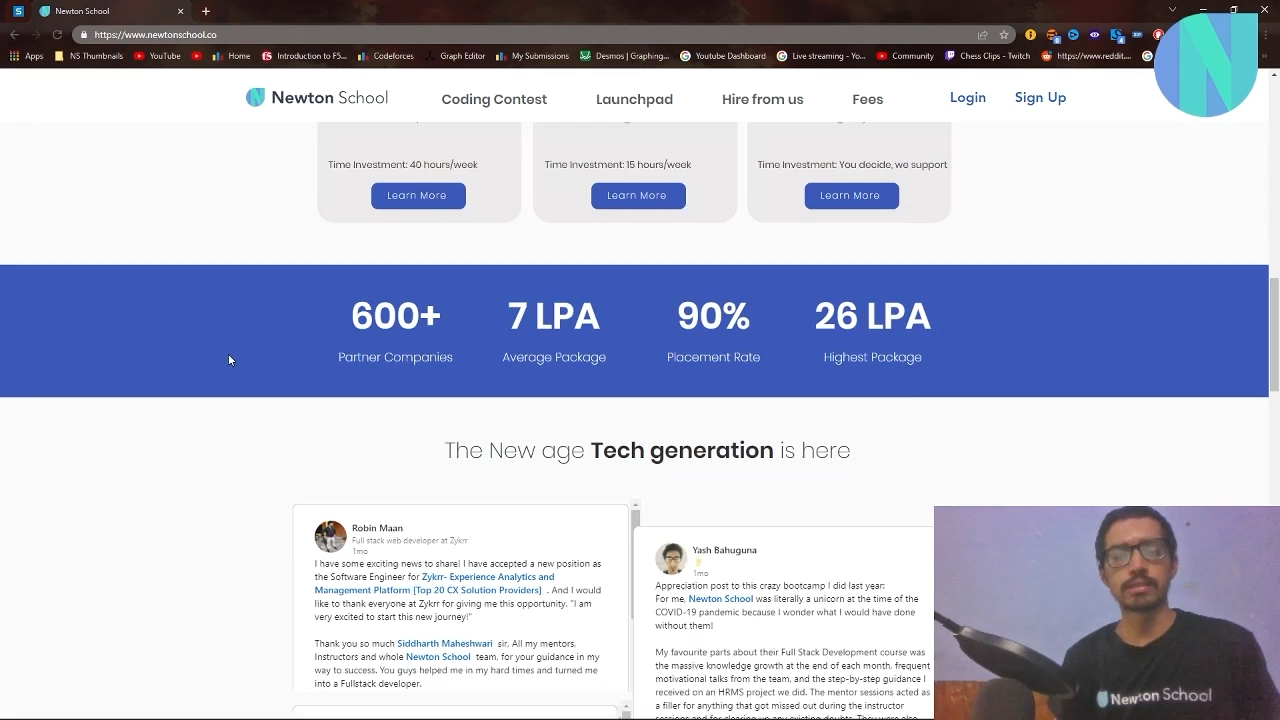 Newton School
https://www.newtonschool.co
Apps
NS Thumbnails
YouTube
YouTube
Home
Introduction to F5...
Codeforces
Graph Editor
My Submissions
Desmos | Graphing...
Youtube Dashboard
Live streaming - Yo...
Community
Chess Clips - Twitch
https://www.reddit....
Newton School
Coding Contest
Launchpad
Hire from us
Fees
Login
Sign Up
Time Investment: 40 hours/week
Time Investment: 15 hours/week
Time Investment: You decide, we support
Learn More
Learn More
Learn More
600+
7 LPA
90%
26 LPA
Partner Companies
Average Package
Placement Rate
Highest Package
The New age Tech generation is here
Robin Maan
Full stack web developer at Zykrr
1mo
I have some exciting news to share! I have accepted a new position
as the Software Engineer for Zykrr- Experience Analytics and
Management Platform [Top 20 CX Solution Providers] . And I would
like to thank everyone at Zykrr for giving me this opportunity. "I am
very excited to start this new journey!"
Thank you so much Siddharth Maheshwari sir. All my mentors,
Instructors and whole Newton School team, for your guidance in my
way to success. You guys helped me in my hard times and turned me
into a Fullstack developer.
Yash Bahuguna
1mo
Appreciation post to this crazy bootcamp I did last year:
For me, Newton School was literally a unicorn at the time of the
COVID-19 pandemic because I wonder what I would have done
without them!
My favourite parts about their Full Stack Development course was
the massive knowledge growth at the end of each month, frequent
motivational talks from the team, and the step-by-step guidance I
received on an HRMS project we did. The mentor sessions acted as
a filler for anything that got missed out during the instructor
sessions and for clearing up any existing doubts. They were also
Newton School